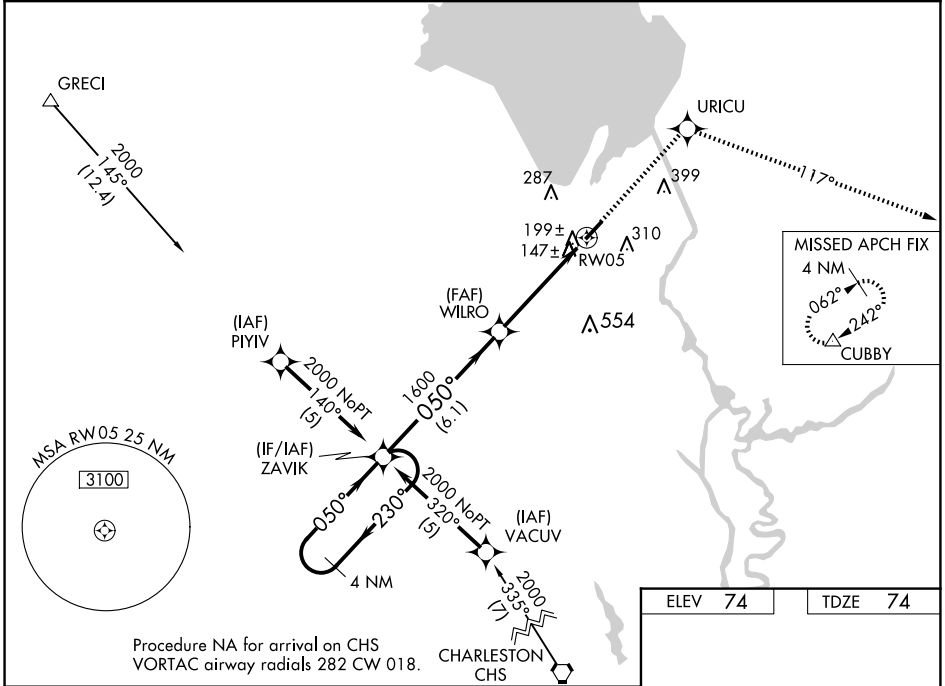 GRECI
2000
145°
(12.4)
URICU
117°
287
399
199±
147±
310
RW05
MISSED APCH FIX
4 NM
062°
242°
CUBBY
(FAF)
WILRO
554
(IAF)
PIYIV
2000 NoPT
140°
(5)
1600
050°
(6.1)
(IF/IAF)
ZAVIK
MSA RW05 25 NM
3100
050°
230°
4 NM
2000 NoPT
320°
(5)
(IAF)
VACUV
2000
335°
(7)
CHARLESTON
CHS
Procedure NA for arrival on CHS
VORTAC airway radials 282 CW 018.
ELEV 74
TDZE 74